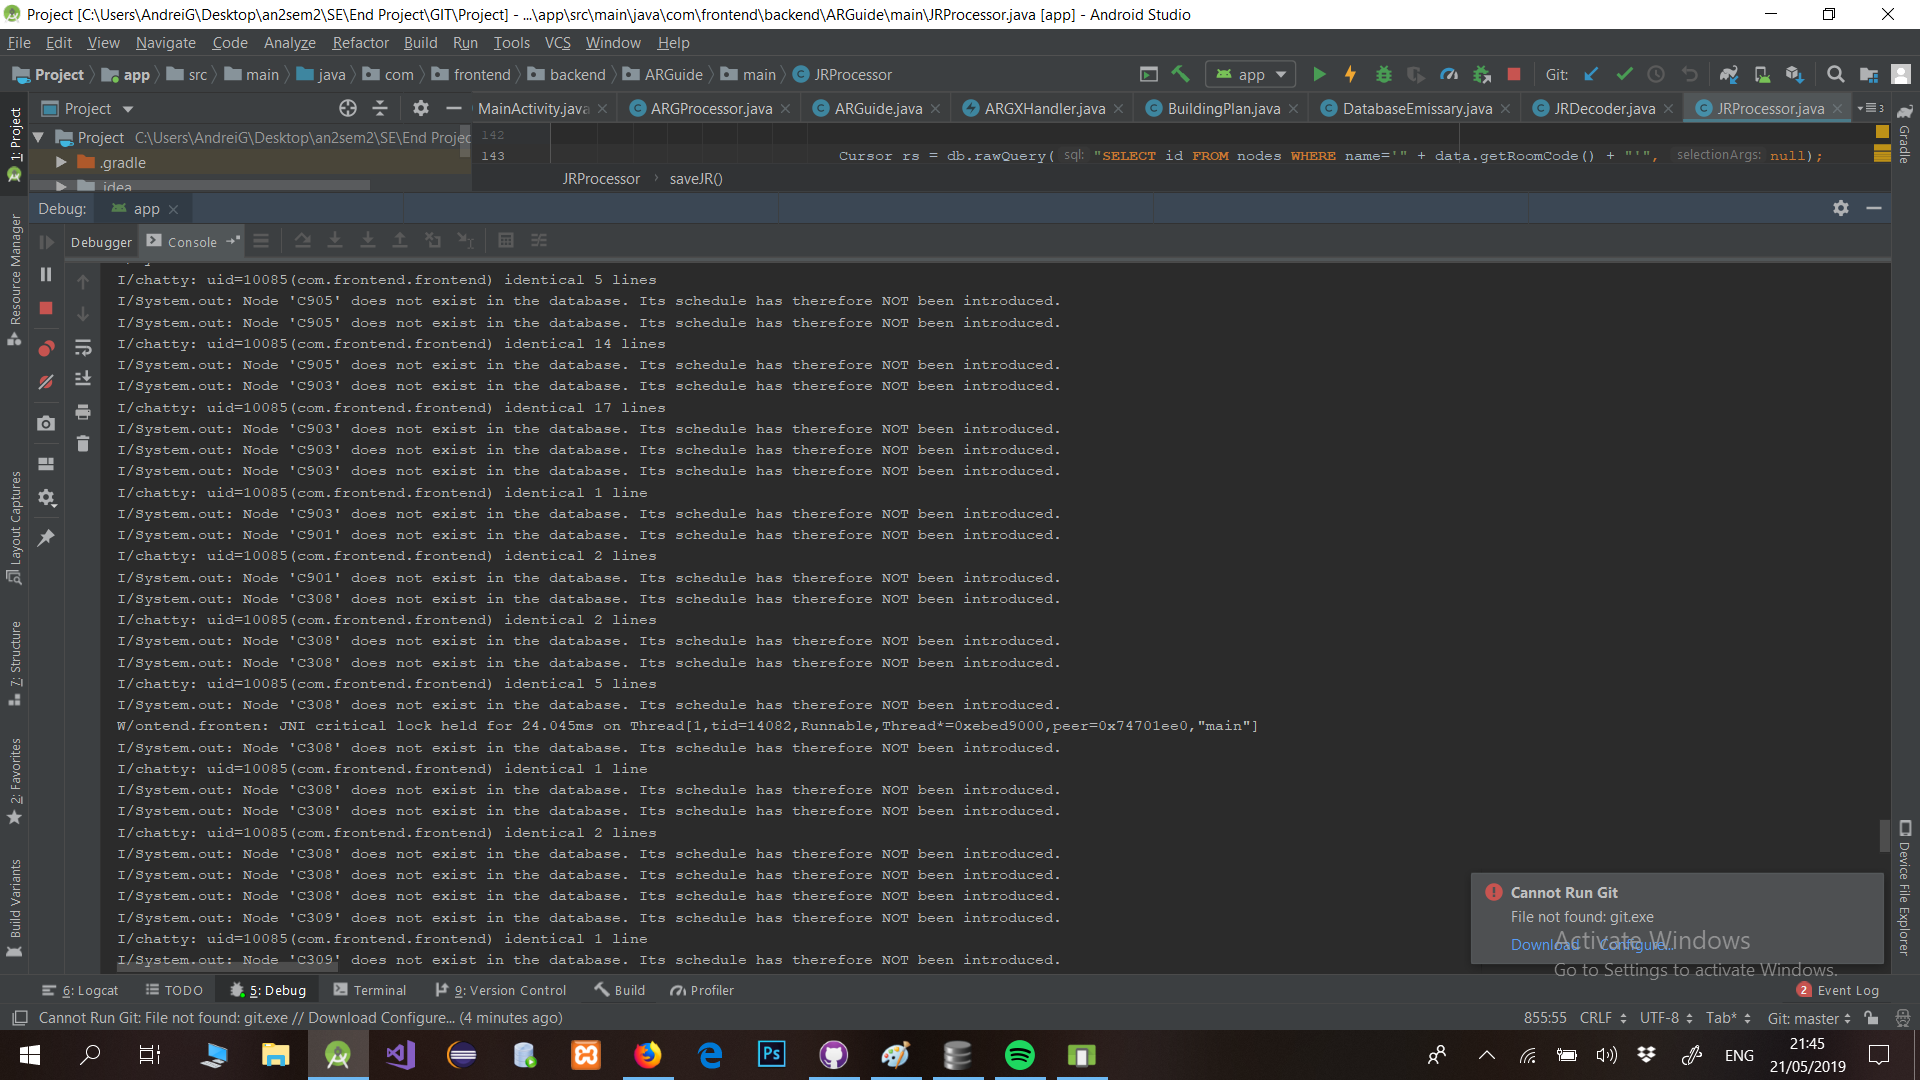 Project [C:\Users\AndreiG\Desktop\an2sem2\SE\End Project\GIT\Project] - ...\app\src\main\java\com\frontend\backend\ARGuide\main\JRProcessor.java [app] - Android Studio
File Edit View Navigate Code Analyze Refactor Build Run Tools VCS Window Help
Project app src main java com frontend backend ARGuide main JRProcessor app Git:
Project MainActivity.java ARGProcessor.java ARGuide.java ARGXHandler.java BuildingPlan.java DatabaseEmissary.java JRDecoder.java JRProcessor.java 3
Project C:\Users\AndreiG\Desktop\an2sem2\SE\End Projec 142
.gradle 143 Cursor rs = db.rawQuery( sql: "SELECT id FROM nodes WHERE name='" + data.getRoomCode() + "'", selectionArgs: null);
.idea JRProcessor saveJR()
Debug: app
Debugger Console
I/chatty: uid=10085(com.frontend.frontend) identical 5 lines
I/System.out: Node 'C905' does not exist in the database. Its schedule has therefore NOT been introduced.
I/System.out: Node 'C905' does not exist in the database. Its schedule has therefore NOT been introduced.
I/chatty: uid=10085(com.frontend.frontend) identical 14 lines
I/System.out: Node 'C905' does not exist in the database. Its schedule has therefore NOT been introduced.
I/System.out: Node 'C903' does not exist in the database. Its schedule has therefore NOT been introduced.
I/chatty: uid=10085(com.frontend.frontend) identical 17 lines
I/System.out: Node 'C903' does not exist in the database. Its schedule has therefore NOT been introduced.
I/System.out: Node 'C903' does not exist in the database. Its schedule has therefore NOT been introduced.
I/System.out: Node 'C903' does not exist in the database. Its schedule has therefore NOT been introduced.
I/chatty: uid=10085(com.frontend.frontend) identical 1 line
I/System.out: Node 'C903' does not exist in the database. Its schedule has therefore NOT been introduced.
I/System.out: Node 'C901' does not exist in the database. Its schedule has therefore NOT been introduced.
I/chatty: uid=10085(com.frontend.frontend) identical 2 lines
I/System.out: Node 'C901' does not exist in the database. Its schedule has therefore NOT been introduced.
I/System.out: Node 'C308' does not exist in the database. Its schedule has therefore NOT been introduced.
I/chatty: uid=10085(com.frontend.frontend) identical 2 lines
I/System.out: Node 'C308' does not exist in the database. Its schedule has therefore NOT been introduced.
I/System.out: Node 'C308' does not exist in the database. Its schedule has therefore NOT been introduced.
I/chatty: uid=10085(com.frontend.frontend) identical 5 lines
I/System.out: Node 'C308' does not exist in the database. Its schedule has therefore NOT been introduced.
W/ontend.fronten: JNI critical lock held for 24.045ms on Thread[1,tid=14082,Runnable,Thread*=0xebed9000,peer=0x74701ee0,"main"]
I/System.out: Node 'C308' does not exist in the database. Its schedule has therefore NOT been introduced.
I/chatty: uid=10085(com.frontend.frontend) identical 1 line
I/System.out: Node 'C308' does not exist in the database. Its schedule has therefore NOT been introduced.
I/System.out: Node 'C308' does not exist in the database. Its schedule has therefore NOT been introduced.
I/chatty: uid=10085(com.frontend.frontend) identical 2 lines
I/System.out: Node 'C308' does not exist in the database. Its schedule has therefore NOT been introduced.
I/System.out: Node 'C308' does not exist in the database. Its schedule has therefore NOT been introduced.
I/System.out: Node 'C308' does not exist in the database. Its schedule has therefore NOT been introduced.
I/System.out: Node 'C309' does not exist in the database. Its schedule has therefore NOT been introduced.
I/chatty: uid=10085(com.frontend.frontend) identical 1 line
I/System.out: Node 'C309' does not exist in the database. Its schedule has therefore NOT been introduced.
1: Project
Resource Manager
Layout Captures
7: Structure
2: Favorites
Build Variants
Gradle
Device File Explorer
Cannot Run Git
File not found: git.exe
Download Configure...
Activate Windows
Go to Settings to activate Windows.
6: Logcat TODO 5: Debug Terminal 9: Version Control Build Profiler 2 Event Log
Cannot Run Git: File not found: git.exe // Download Configure... (4 minutes ago) 855:55 CRLF UTF-8 Tab* Git: master
Ps ENG 21:45
21/05/2019